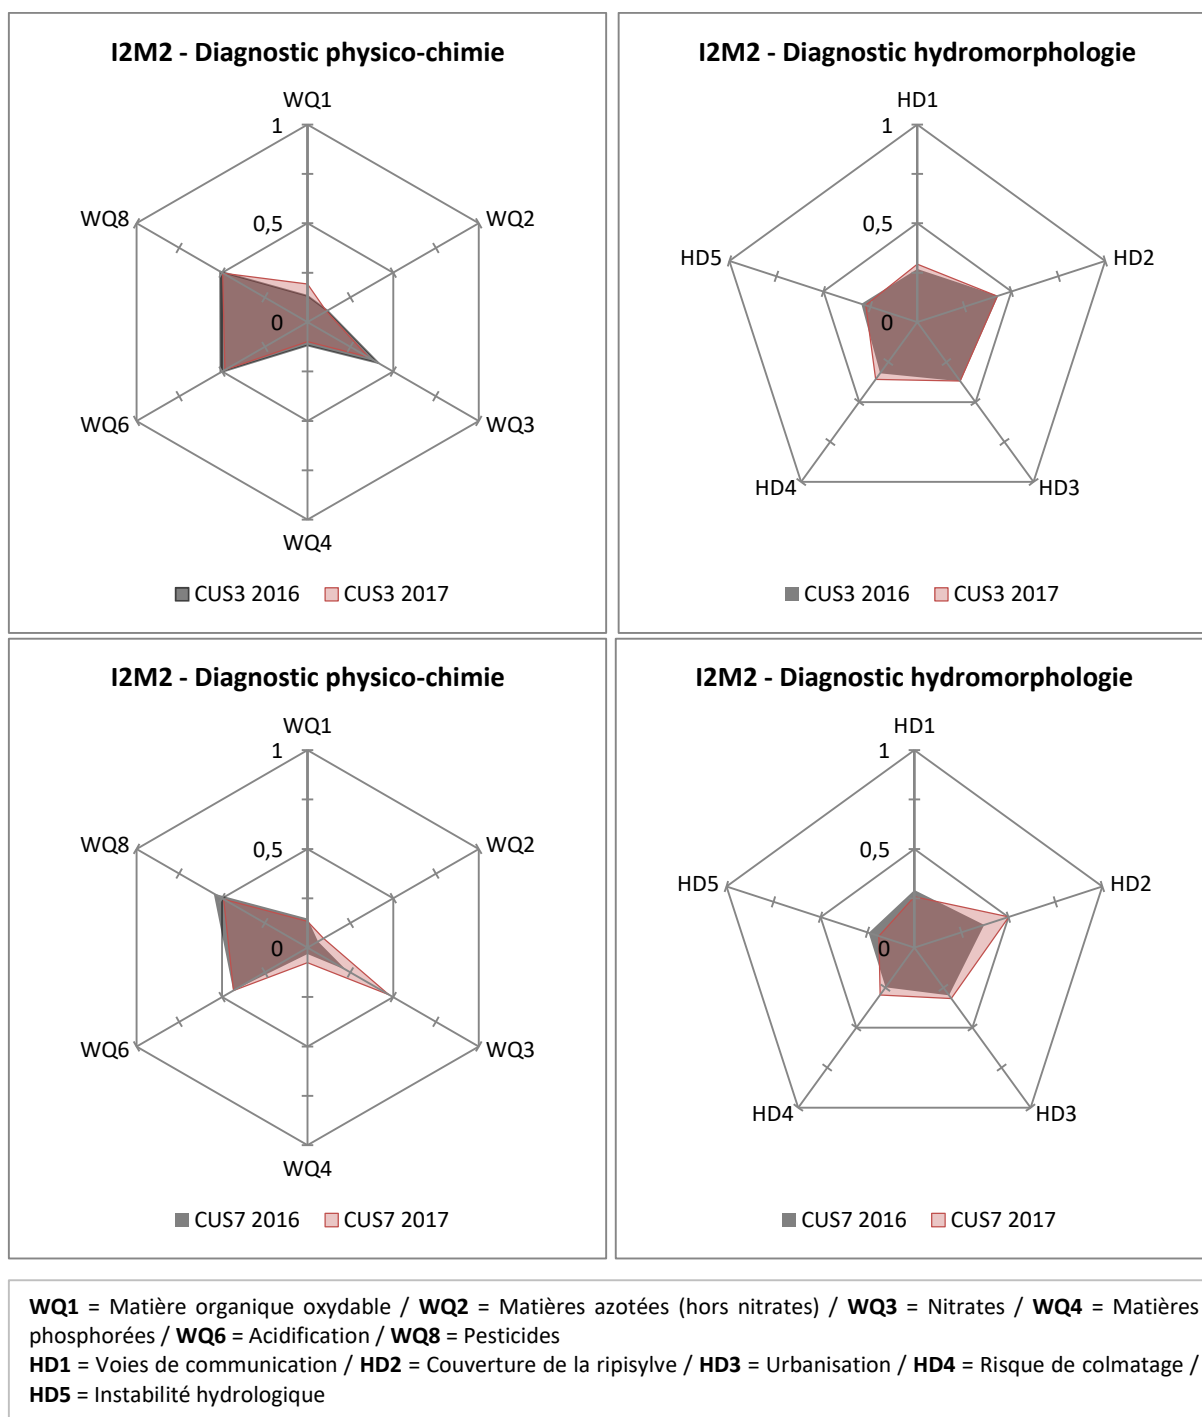 I2M2 - Diagnostic physico-chimie
WQ1
1
WQ8
WQ2
0,5
0
WQ6
WQ3
WQ4
CUS3 2016 CUS3 2017
I2M2 - Diagnostic hydromorphologie
HD1
1
0,5
HD5
HD2
0
HD4
HD3
CUS3 2016 CUS3 2017
I2M2 - Diagnostic physico-chimie
WQ1
1
WQ8
WQ2
0,5
0
WQ6
WQ3
WQ4
CUS7 2016 CUS7 2017
I2M2 - Diagnostic hydromorphologie
HD1
1
0,5
HD5
HD2
0
HD4
HD3
CUS7 2016 CUS7 2017
WQ1 = Matière organique oxydable / WQ2 = Matières azotées (hors nitrates) / WQ3 = Nitrates / WQ4 = Matières
phosphorées / WQ6 = Acidification / WQ8 = Pesticides
HD1 = Voies de communication / HD2 = Couverture de la ripisylve / HD3 = Urbanisation / HD4 = Risque de colmatage /
HD5 = Instabilité hydrologique